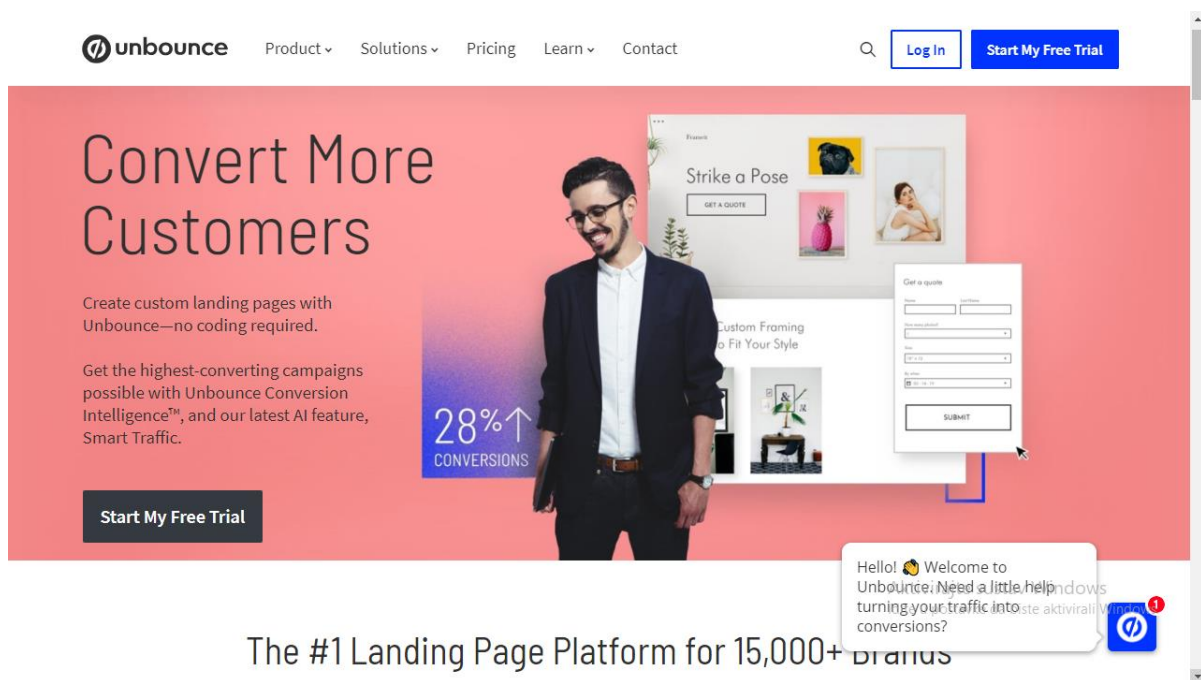 unbounce
Product
Solutions
Pricing
Learn
Contact
Log In
Start My Free Trial
Convert More
Customers
Create custom landing pages with
Unbounce—no coding required.
Get the highest-converting campaigns
possible with Unbounce Conversion
Intelligence™, and our latest AI feature,
Smart Traffic.
Start My Free Trial
28%↑
CONVERSIONS
Strike a Pose
GET A QUOTE
Custom Framing
o Fit Your Style
&
Get a quote
Name
Last Name
SUBMIT
Hello! 👋 Welcome to
Unbounce. Need a little help
turning your traffic into
conversions?
1
The #1 Landing Page Platform for 15,000+ Brands